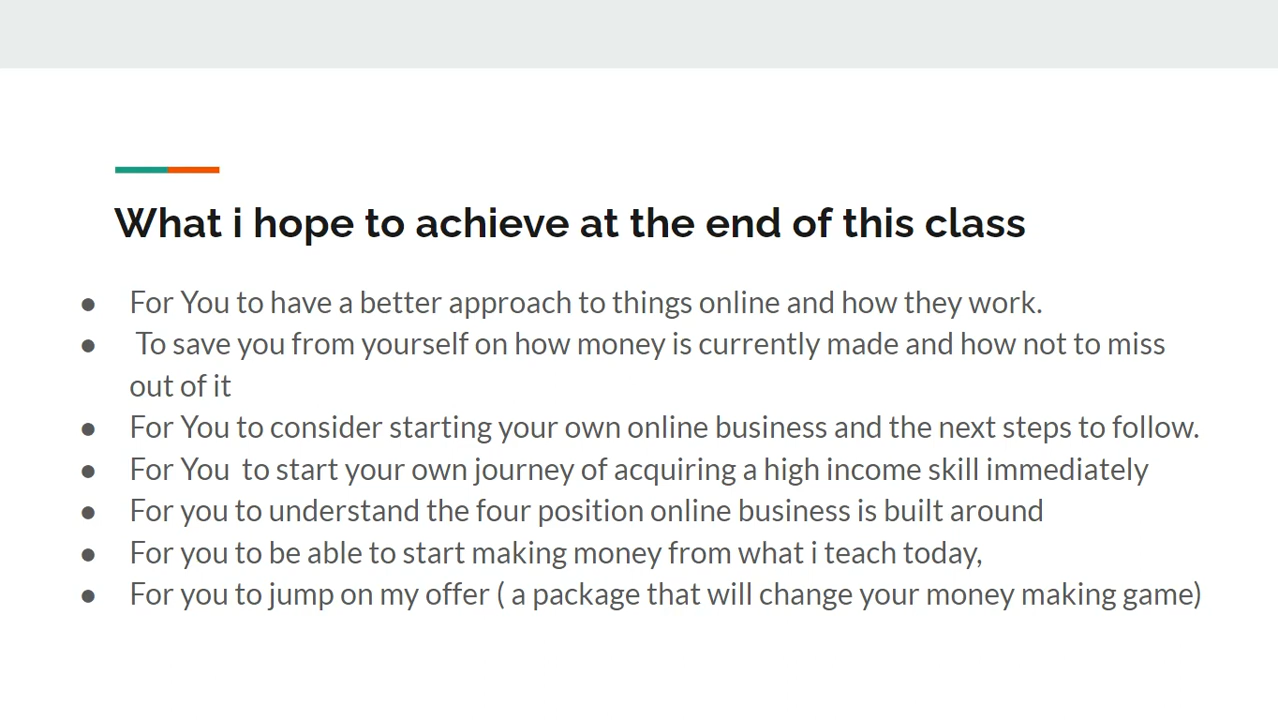 What i hope to achieve at the end of this class
● For You to have a better approach to things online and how they work.
● To save you from yourself on how money is currently made and how not to miss
out of it
● For You to consider starting your own online business and the next steps to follow.
● For You  to start your own journey of acquiring a high income skill immediately
● For you to understand the four position online business is built around
● For you to be able to start making money from what i teach today,
● For you to jump on my offer ( a package that will change your money making game)